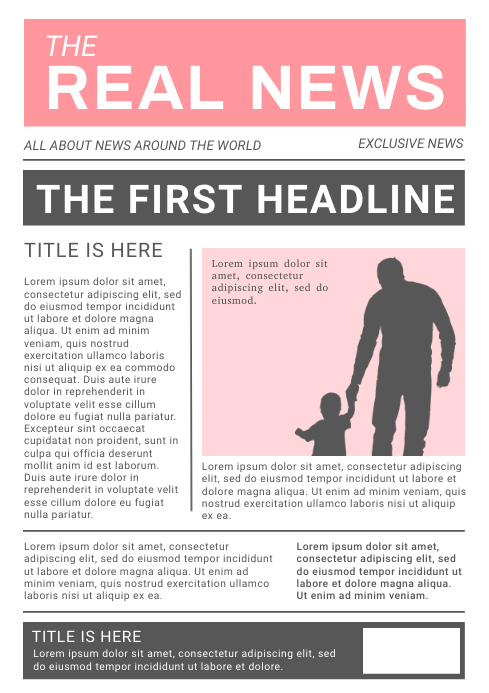 THE
REAL NEWS
ALL ABOUT NEWS AROUND THE WORLD
EXCLUSIVE NEWS
THE FIRST HEADLINE
TITLE IS HERE
Lorem ipsum dolor sit amet,
consectetur adipiscing elit, sed
do eiusmod tempor incididunt
ut labore et dolore magna
aliqua. Ut enim ad minim
veniam, quis nostrud
exercitation ullamco laboris
nisi ut aliquip ex ea commodo
consequat. Duis aute irure
dolor in reprehenderit in
voluptate velit esse cillum
dolore eu fugiat nulla pariatur.
Excepteur sint occaecat
cupidatat non proident, sunt in
culpa qui officia deserunt
mollit anim id est laborum.
Duis aute irure dolor in
reprehenderit in voluptate velit
esse cillum dolore eu fugiat
nulla pariatur.
Lorem ipsum dolor sit
amet, consectetur
adipiscing elit, sed do
eiusmod.
Lorem ipsum dolor sit amet, consectetur adipiscing
elit, sed do eiusmod tempor incididunt ut labore et
dolore magna aliqua. Ut enim ad minim veniam, quis
nostrud exercitation ullamco laboris nisi ut aliquip
ex ea.
Lorem ipsum dolor sit amet, consectetur
adipiscing elit, sed do eiusmod tempor incididunt
ut labore et dolore magna aliqua. Ut enim ad
minim veniam, quis nostrud exercitation ullamco
laboris nisi ut aliquip ex ea.
Lorem ipsum dolor sit amet,
consectetur adipiscing elit, sed
do eiusmod tempor incididunt ut
labore et dolore magna aliqua.
Ut enim ad minim veniam.
TITLE IS HERE
Lorem ipsum dolor sit amet, consectetur adipiscing elit, sed
do eiusmod tempor incididunt ut labore et dolore.